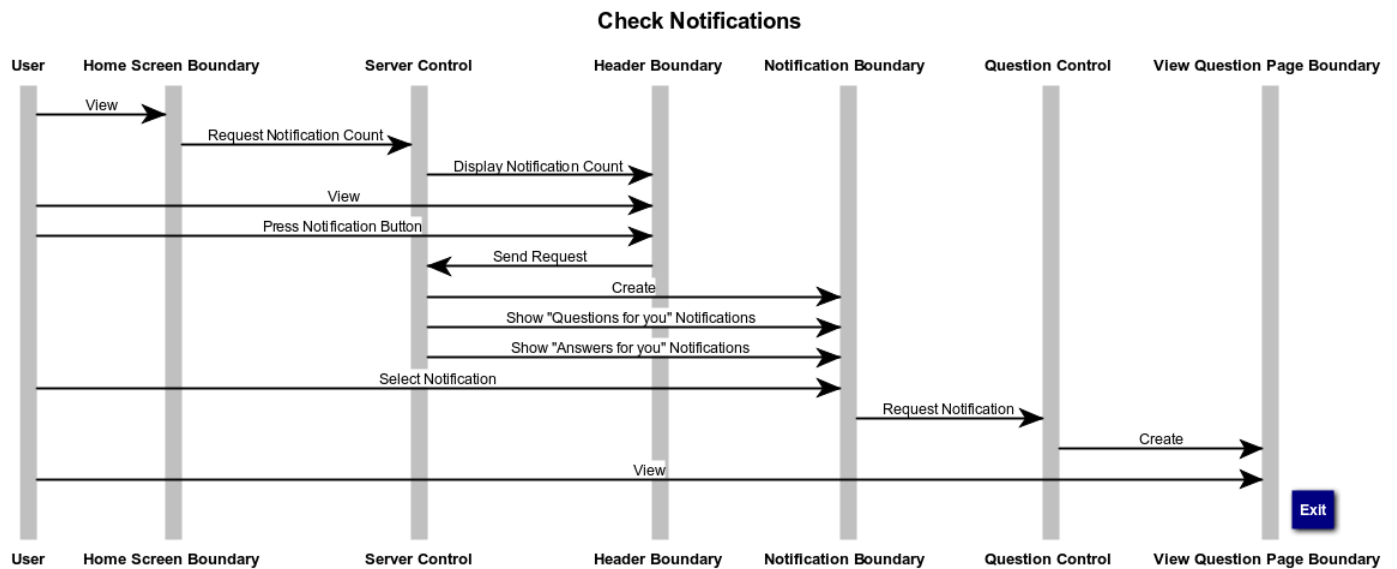 Check Notifications
User Home Screen Boundary Server Control Header Boundary Notification Boundary Question Control View Question Page Boundary
View
Request Notification Count
Display Notification Count
View
Press Notification Button
Send Request
Create
Show "Questions for you" Notifications
Show "Answers for you" Notifications
Select Notification
Request Notification
Create
View
Exit
User Home Screen Boundary Server Control Header Boundary Notification Boundary Question Control View Question Page Boundary